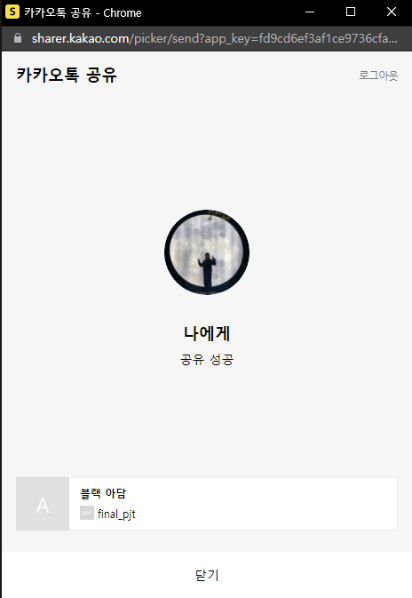 S 카카오톡 공유 - Chrome
sharer.kakao.com/picker/send?app_key=fd9cd6ef3af1ce9736cfa...
카카오톡 공유
로그아웃
나에게
공유 성공
A
블랙 아담
final_pjt
닫기